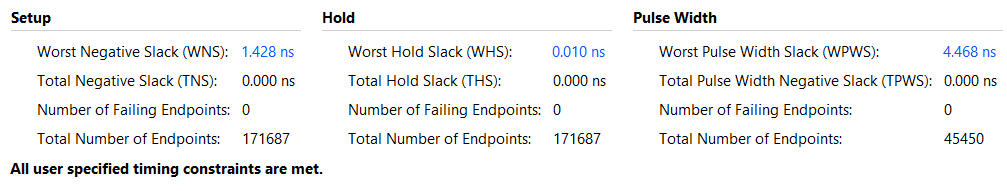 Setup Hold Pulse Width
Worst Negative Slack (WNS): 1.428 ns Worst Hold Slack (WHS): 0.010 ns Worst Pulse Width Slack (WPWS): 4.468 ns
Total Negative Slack (TNS): 0.000 ns Total Hold Slack (THS): 0.000 ns Total Pulse Width Negative Slack (TPWS): 0.000 ns
Number of Failing Endpoints: 0 Number of Failing Endpoints: 0 Number of Failing Endpoints: 0
Total Number of Endpoints: 171687 Total Number of Endpoints: 171687 Total Number of Endpoints: 45450
All user specified timing constraints are met.